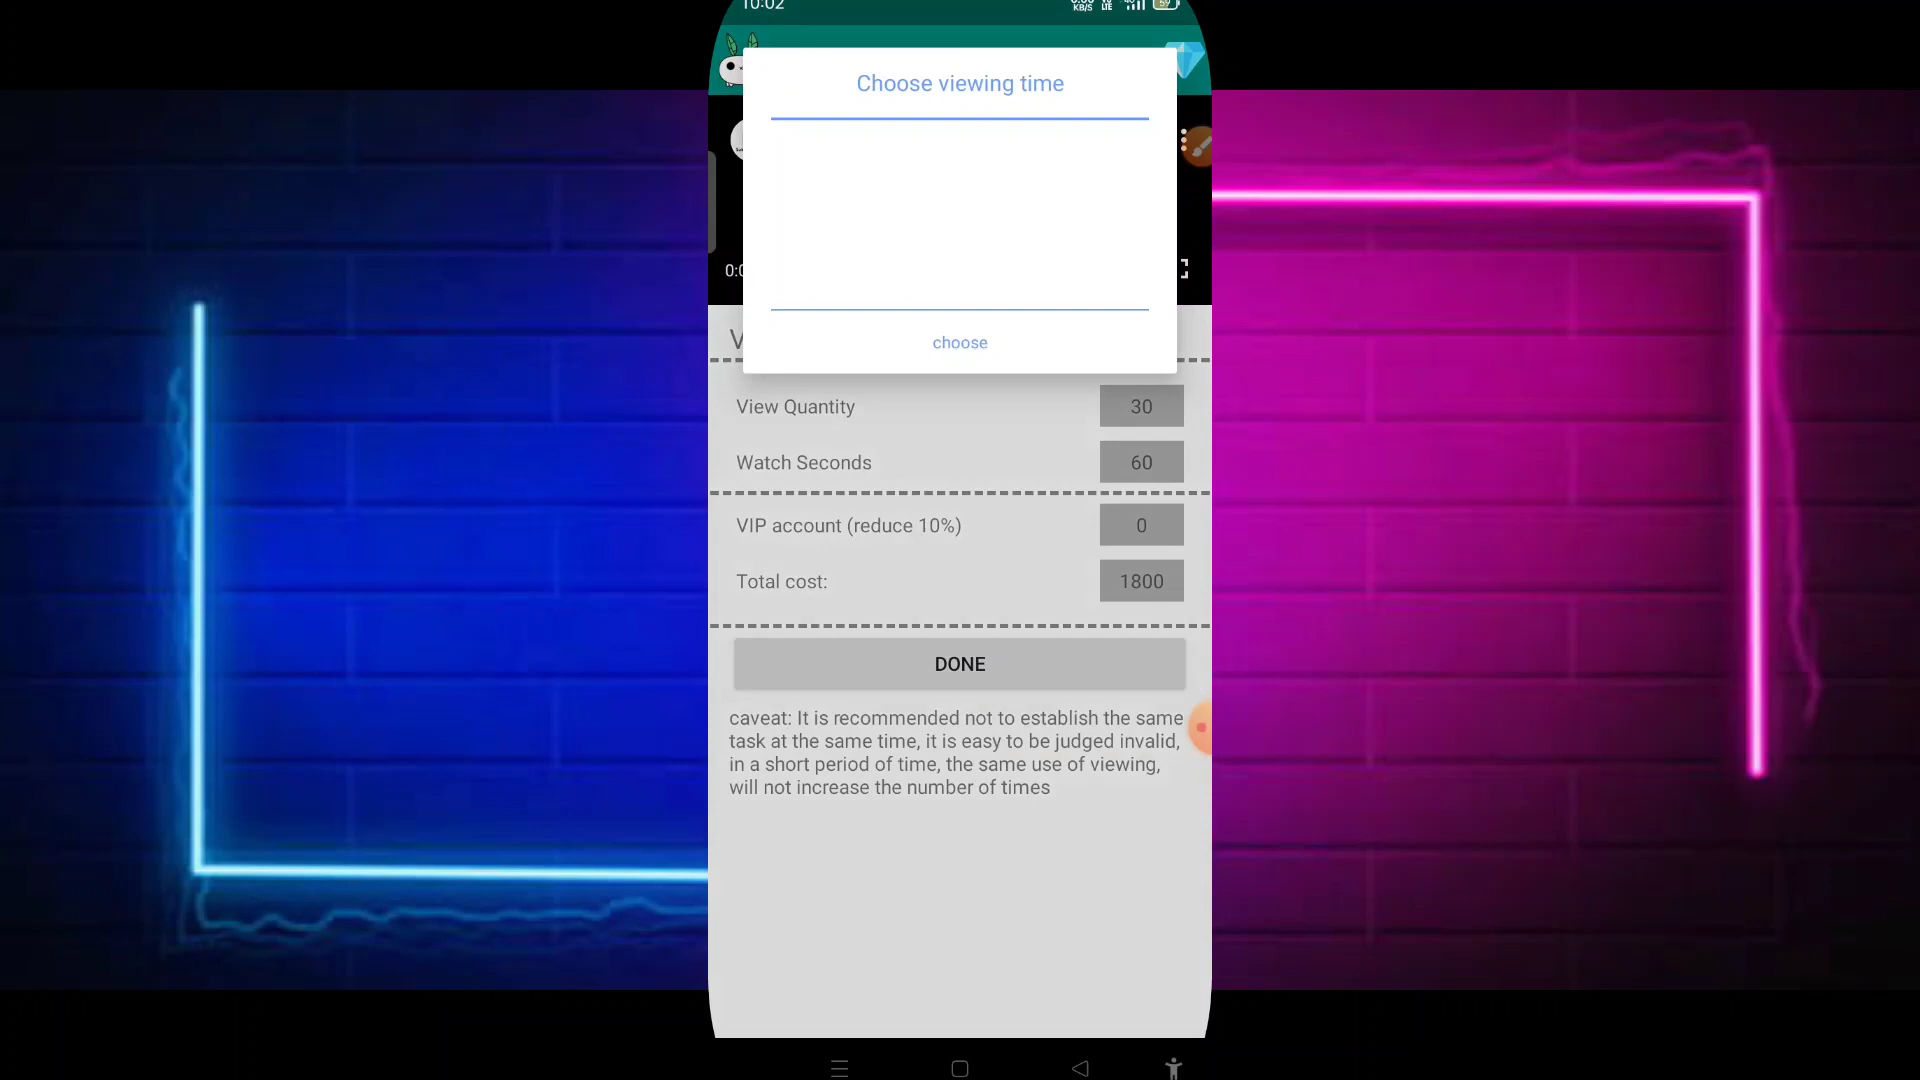 10:02
KB/S
LTE
59
Choose viewing time
choose
View Quantity 30
Watch Seconds 60
VIP account (reduce 10%) 0
Total cost: 1800
DONE
caveat: It is recommended not to establish the same
task at the same time, it is easy to be judged invalid,
in a short period of time, the same use of viewing,
will not increase the number of times